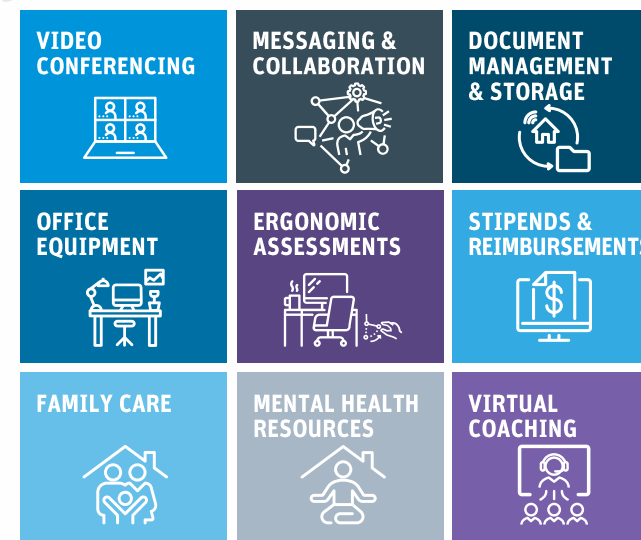 VIDEO
CONFERENCING
MESSAGING &
COLLABORATION
DOCUMENT
MANAGEMENT
& STORAGE
OFFICE
EQUIPMENT
ERGONOMIC
ASSESSMENTS
STIPENDS &
REIMBURSEMENTS
$
FAMILY CARE
MENTAL HEALTH
RESOURCES
VIRTUAL
COACHING